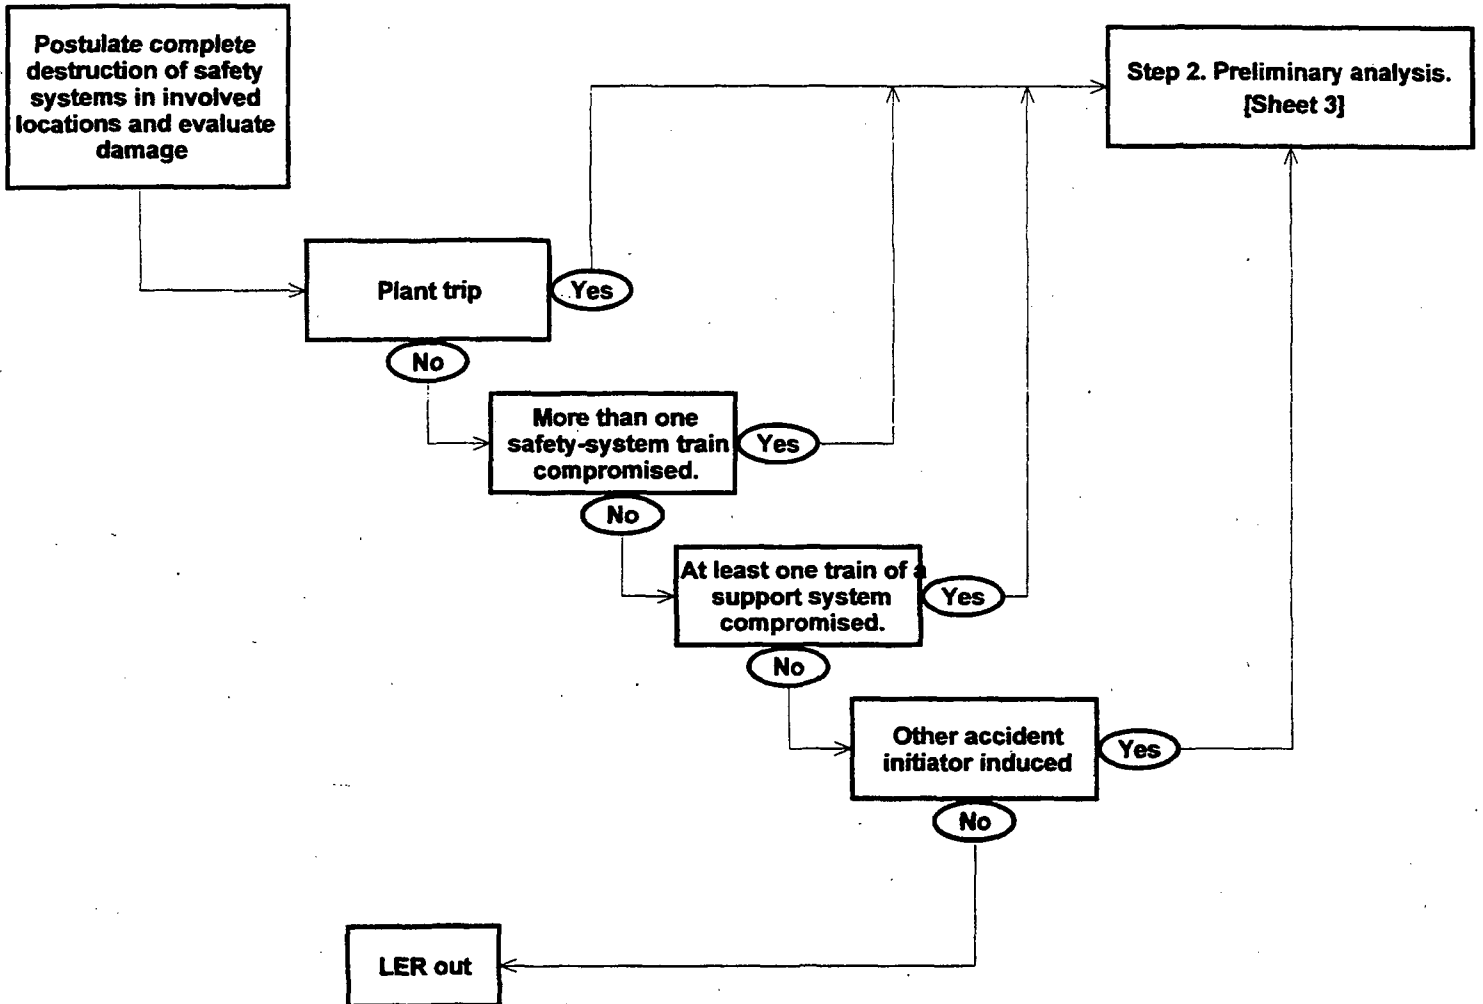 Postulate complete
destruction of safety
systems in involved
locations and evaluate
damage
Step 2. Preliminary analysis.
[Sheet 3]
Plant trip
Yes
No
More than one
safety-system train
compromised.
Yes
No
At least one train of a
support system
compromised.
Yes
No
Other accident
initiator induced
Yes
No
LER out